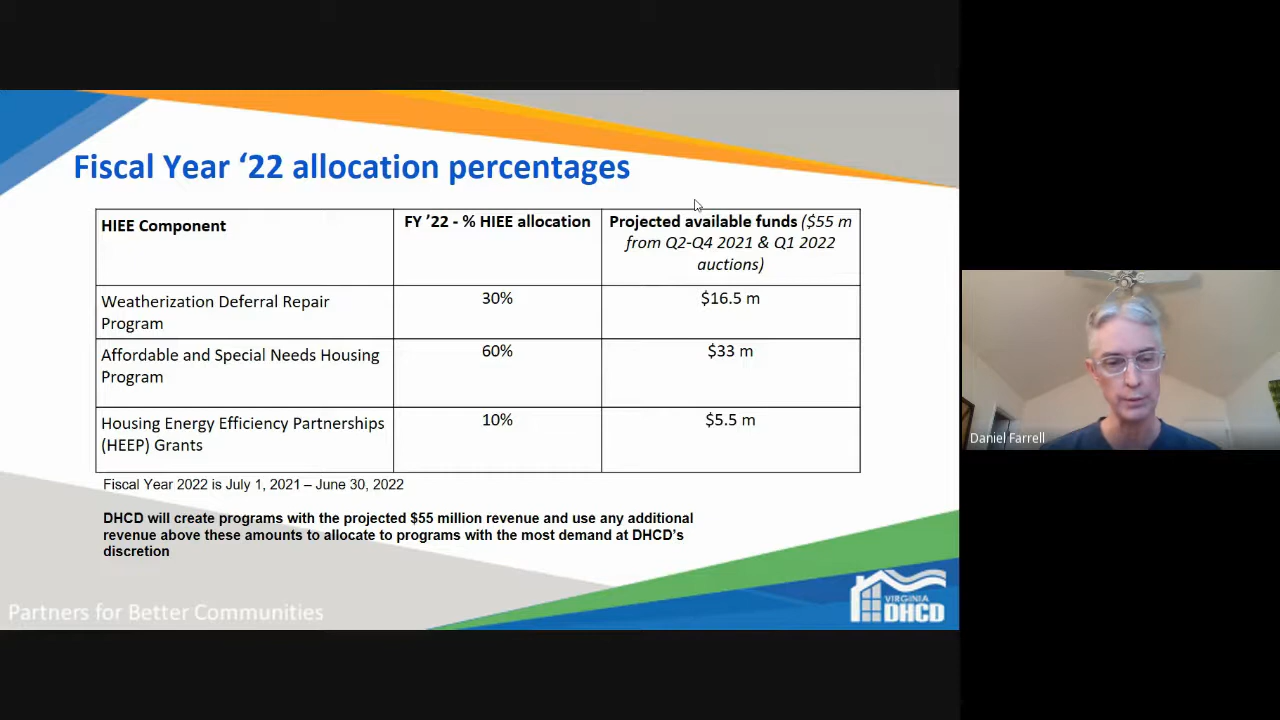 Fiscal Year ‘22 allocation percentages
HIEE Component
FY ’22 - % HIEE allocation
Projected available funds ($55 m
from Q2-Q4 2021 & Q1 2022
auctions)
Weatherization Deferral Repair
Program
30%
$16.5 m
Affordable and Special Needs Housing
Program
60%
$33 m
Housing Energy Efficiency Partnerships
(HEEP) Grants
10%
$5.5 m
Fiscal Year 2022 is July 1, 2021 – June 30, 2022
DHCD will create programs with the projected $55 million revenue and use any additional
revenue above these amounts to allocate to programs with the most demand at DHCD’s
discretion
Partners for Better Communities
VIRGINIA
DHCD
Daniel Farrell